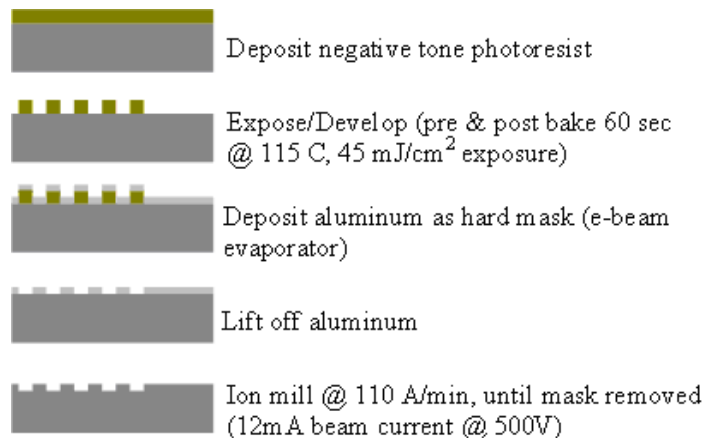 Deposit negative tone photoresist
Expose/Develop (pre & post bake 60 sec
@ 115 C, 45 mJ/cm² exposure)
Deposit aluminum as hard mask (e-beam
evaporator)
Lift off aluminum
Ion mill @ 110 A/min, until mask removed
(12mA beam current @ 500V)